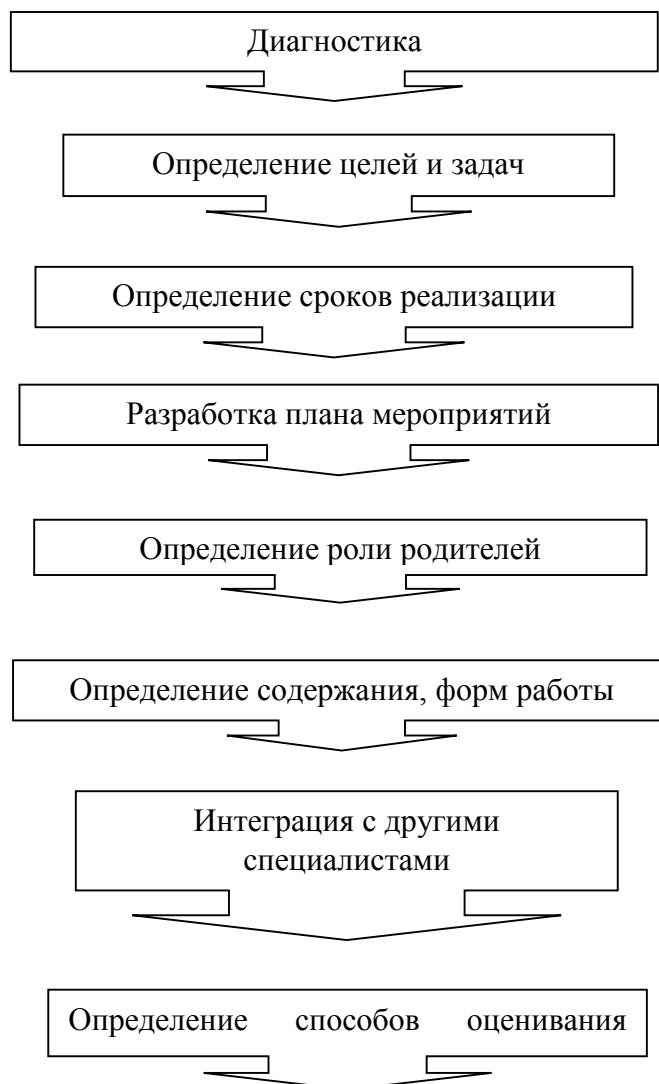 Диагностика
Определение целей и задач
Определение сроков реализации
Разработка плана мероприятий
Определение роли родителей
Определение содержания, форм работы
Интеграция с другими
специалистами
Определение способов оценивания